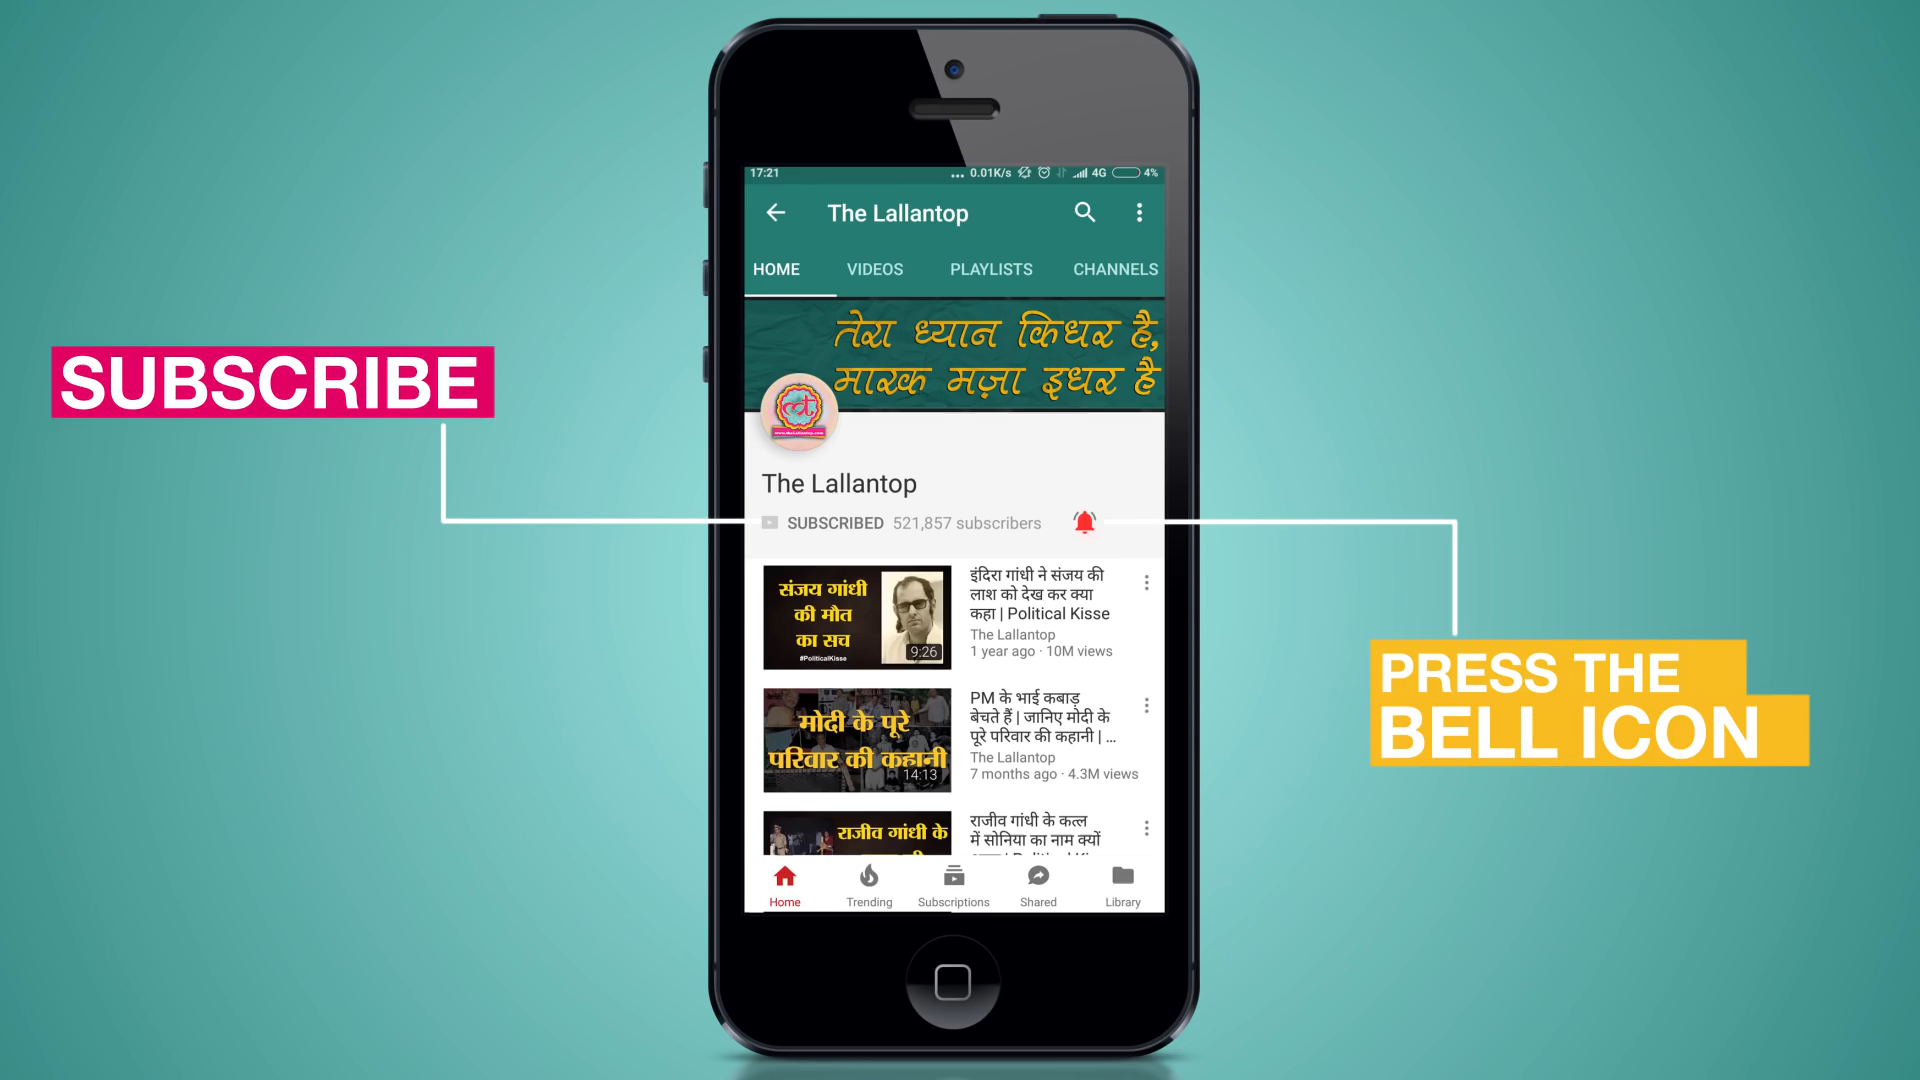 17:21 ... 0.01K/s 4G 4%
The Lallantop
HOME VIDEOS PLAYLISTS CHANNELS
तेरा ध्यान किधर है,
मारक मज़ा इधर है
SUBSCRIBE
www.thelallantop.com
The Lallantop
SUBSCRIBED 521,857 subscribers
संजय गांधी
की मौत
का सच
#PoliticalKisse
9:26
इंदिरा गांधी ने संजय की
लाश को देख कर क्या
कहा | Political Kisse
The Lallantop
1 year ago · 10M views
PRESS THE
BELL ICON
मोदी के पूरे
परिवार की कहानी
14:13
PM के भाई कबाड़
बेचते हैं | जानिए मोदी के
पूरे परिवार की कहानी | ...
The Lallantop
7 months ago · 4.3M views
राजीव गांधी के
राजीव गांधी के कत्ल
में सोनिया का नाम क्यों
Home Trending Subscriptions Shared Library